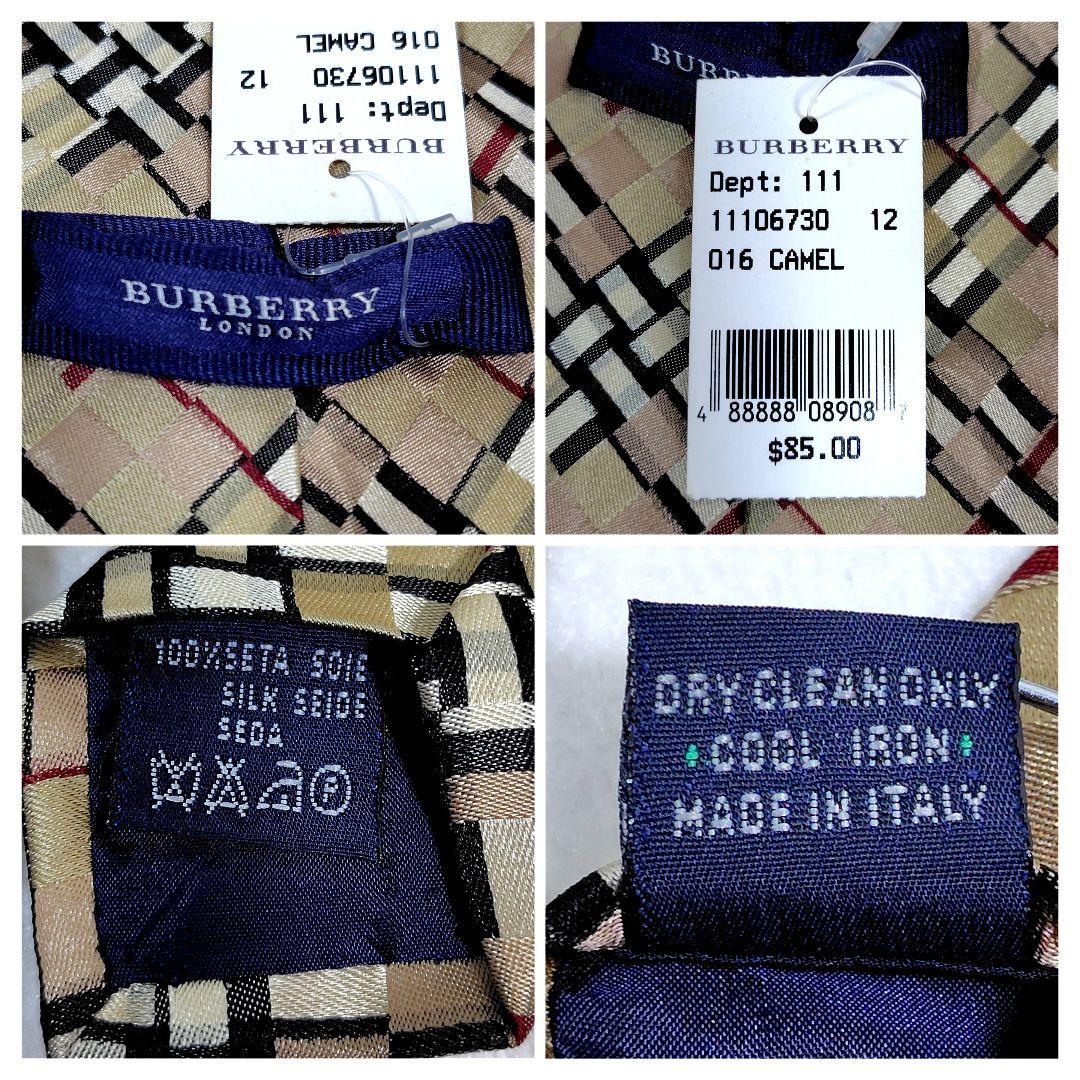 016 CAMEL
11106730 12
Dept: 111
BURBERRY
BURBERRY
LONDON
BURBERRY
Dept: 111
11106730 12
016 CAMEL
4 88888 08908 7
$85.00
100%SETA SOIE
SILK SEIDE
SEDA
P
DRY CLEAN ONLY
COOL IRON
MADE IN ITALY